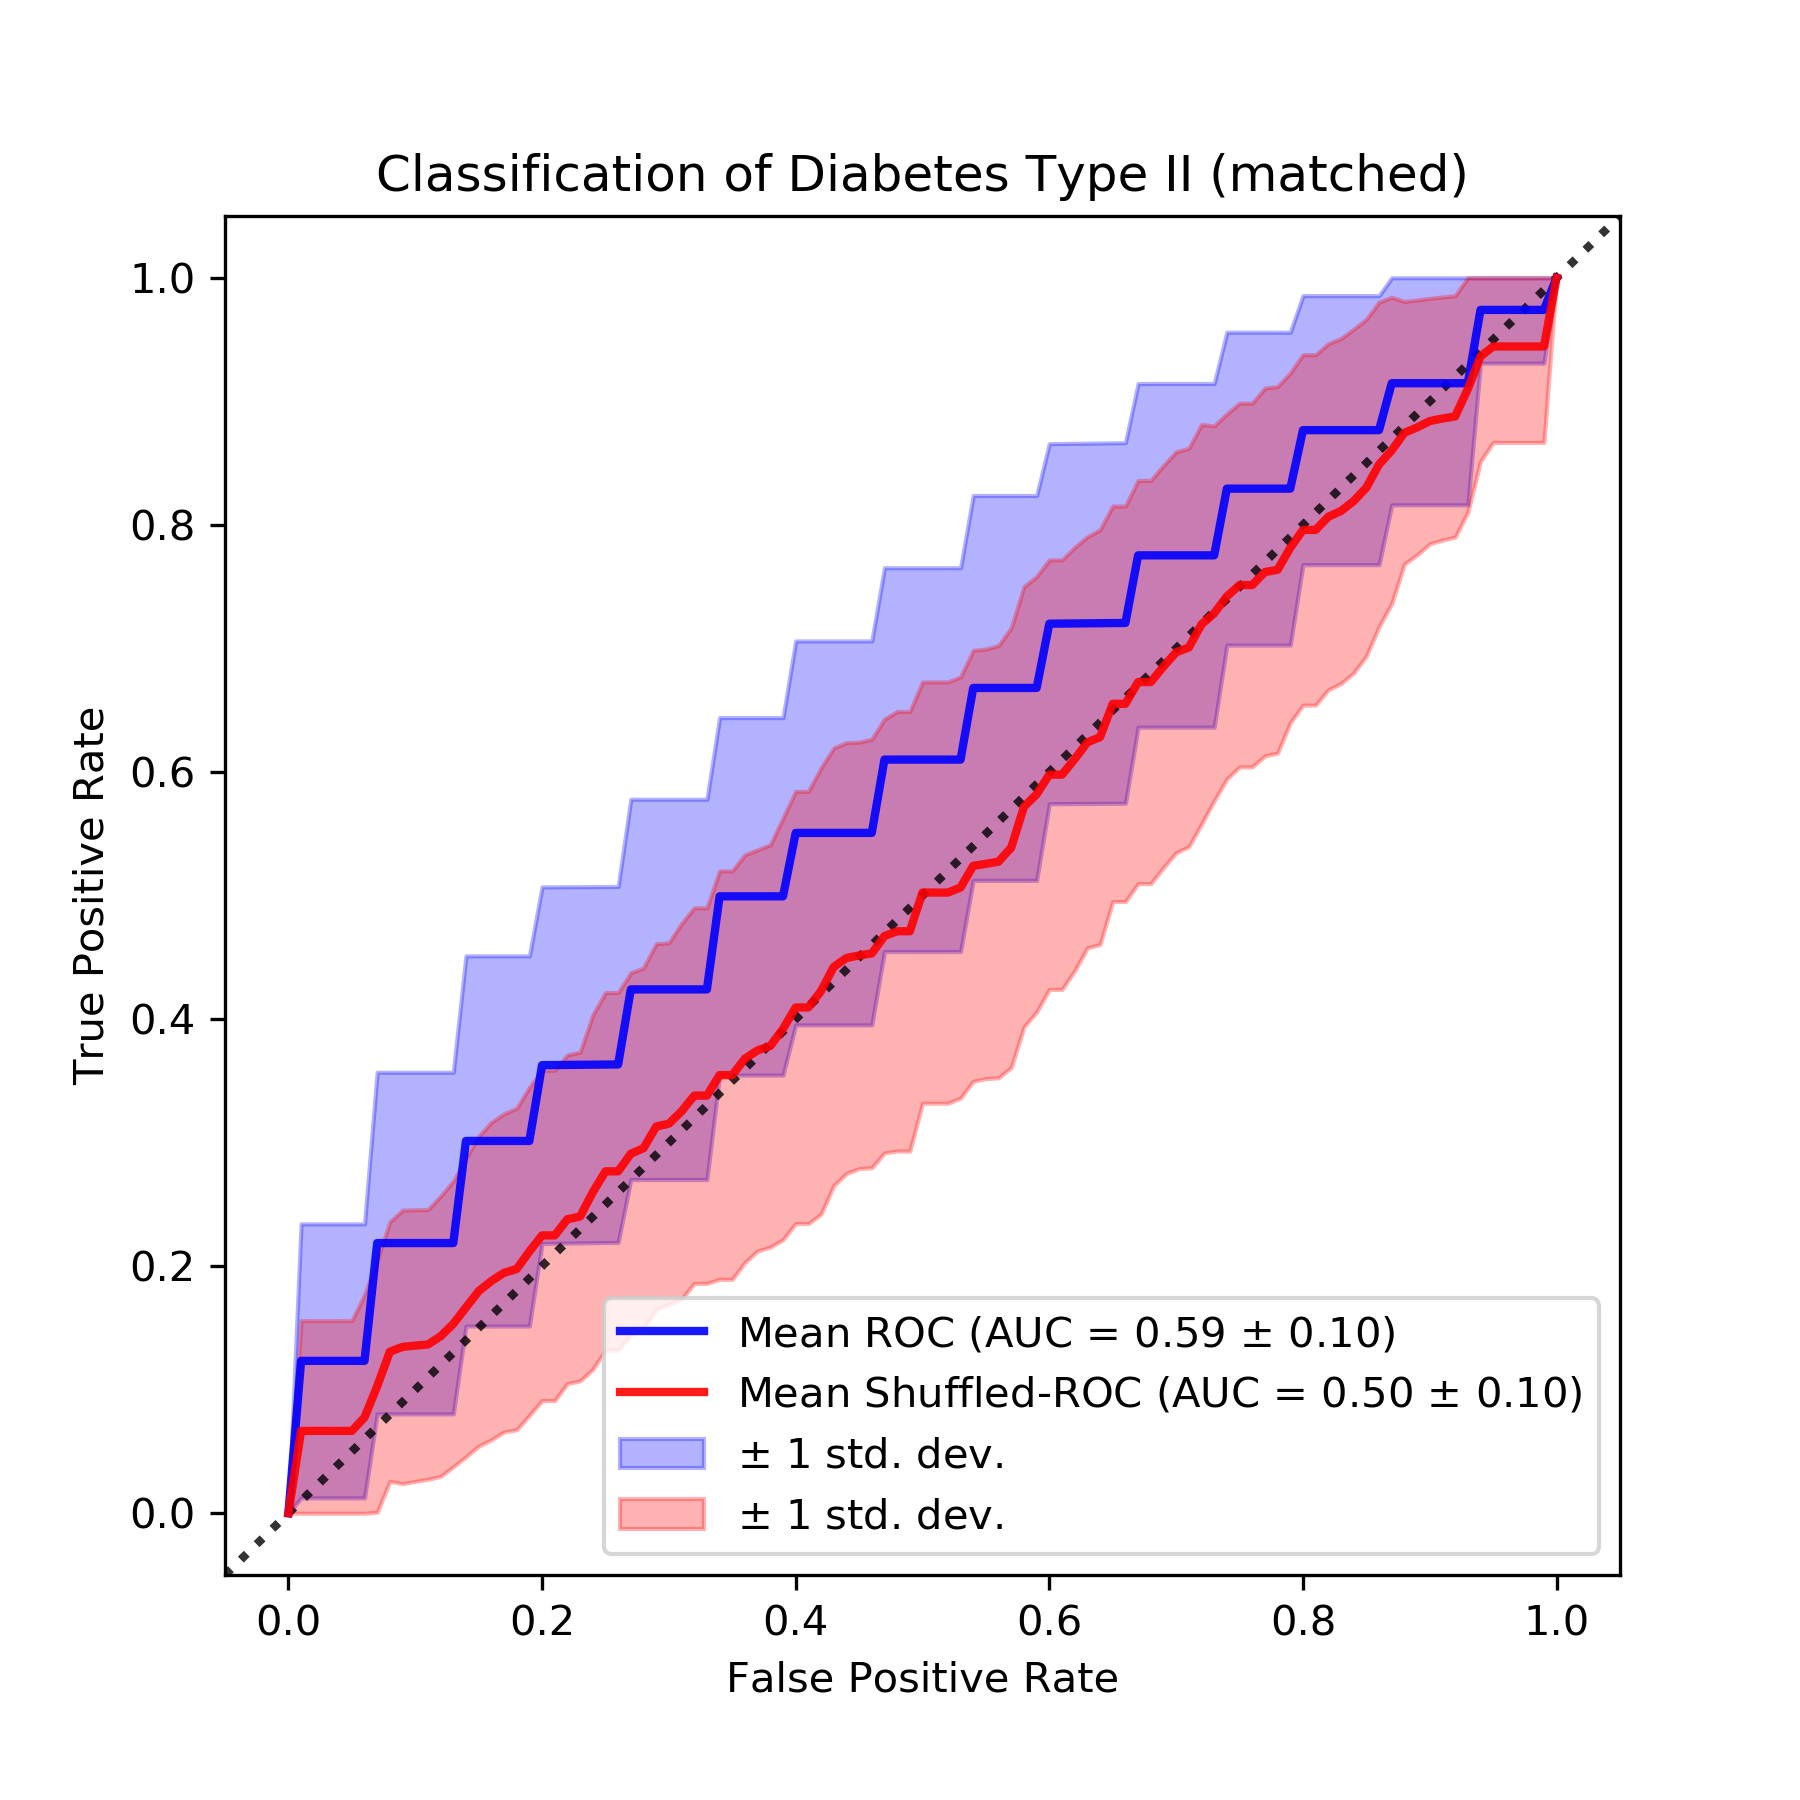 Classification of Diabetes Type II (matched)
True Positive Rate
1.0
0.8
0.6
0.4
0.2
0.0
Mean ROC (AUC = 0.59 ± 0.10)
Mean Shuffled-ROC (AUC = 0.50 ± 0.10)
± 1 std. dev.
± 1 std. dev.
0.0 0.2 0.4 0.6 0.8 1.0
False Positive Rate